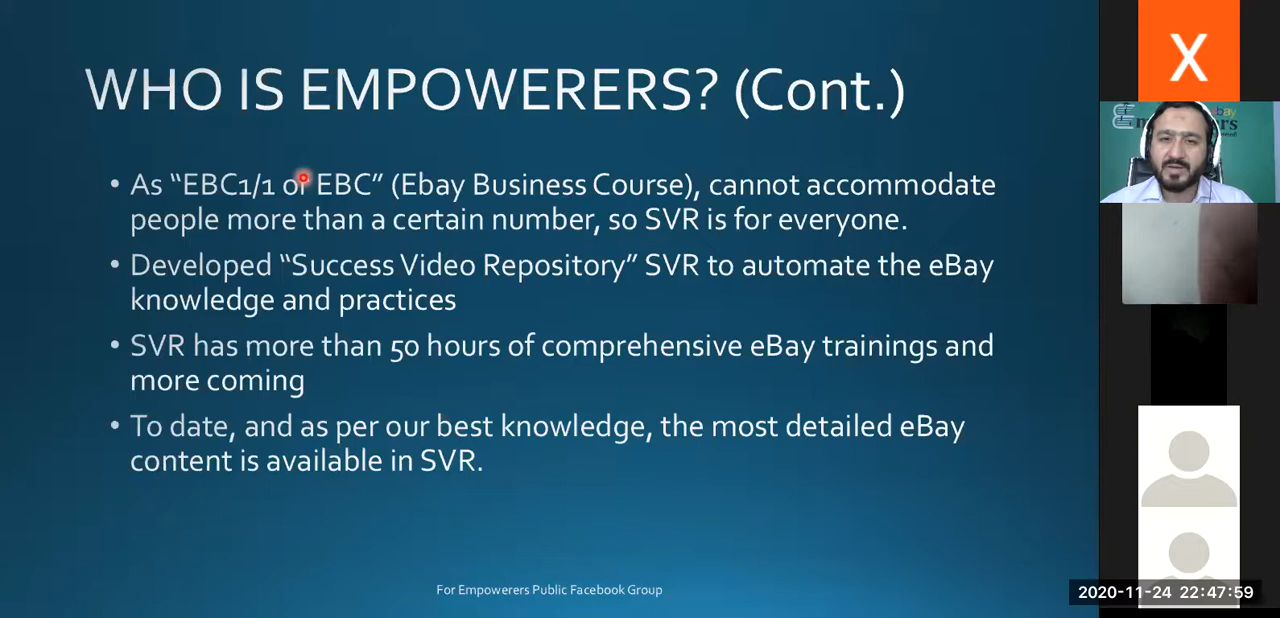 WHO IS EMPOWERERS? (Cont.)
• As “EBC1/1 or EBC” (Ebay Business Course), cannot accommodate
people more than a certain number, so SVR is for everyone.
• Developed “Success Video Repository” SVR to automate the eBay
knowledge and practices
• SVR has more than 50 hours of comprehensive eBay trainings and
more coming
• To date, and as per our best knowledge, the most detailed eBay
content is available in SVR.
For Empowerers Public Facebook Group
X
ebay
2020-11-24 22:47:59